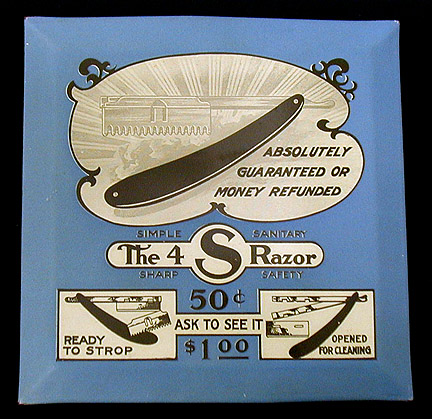 ABSOLUTELY
GUARANTEED OR
MONEY REFUNDED
SIMPLE SANITARY
The 4 S Razor
SHARP SAFETY
50¢
ASK TO SEE IT
$1.00
READY
TO STROP
OPENED
FOR CLEANING